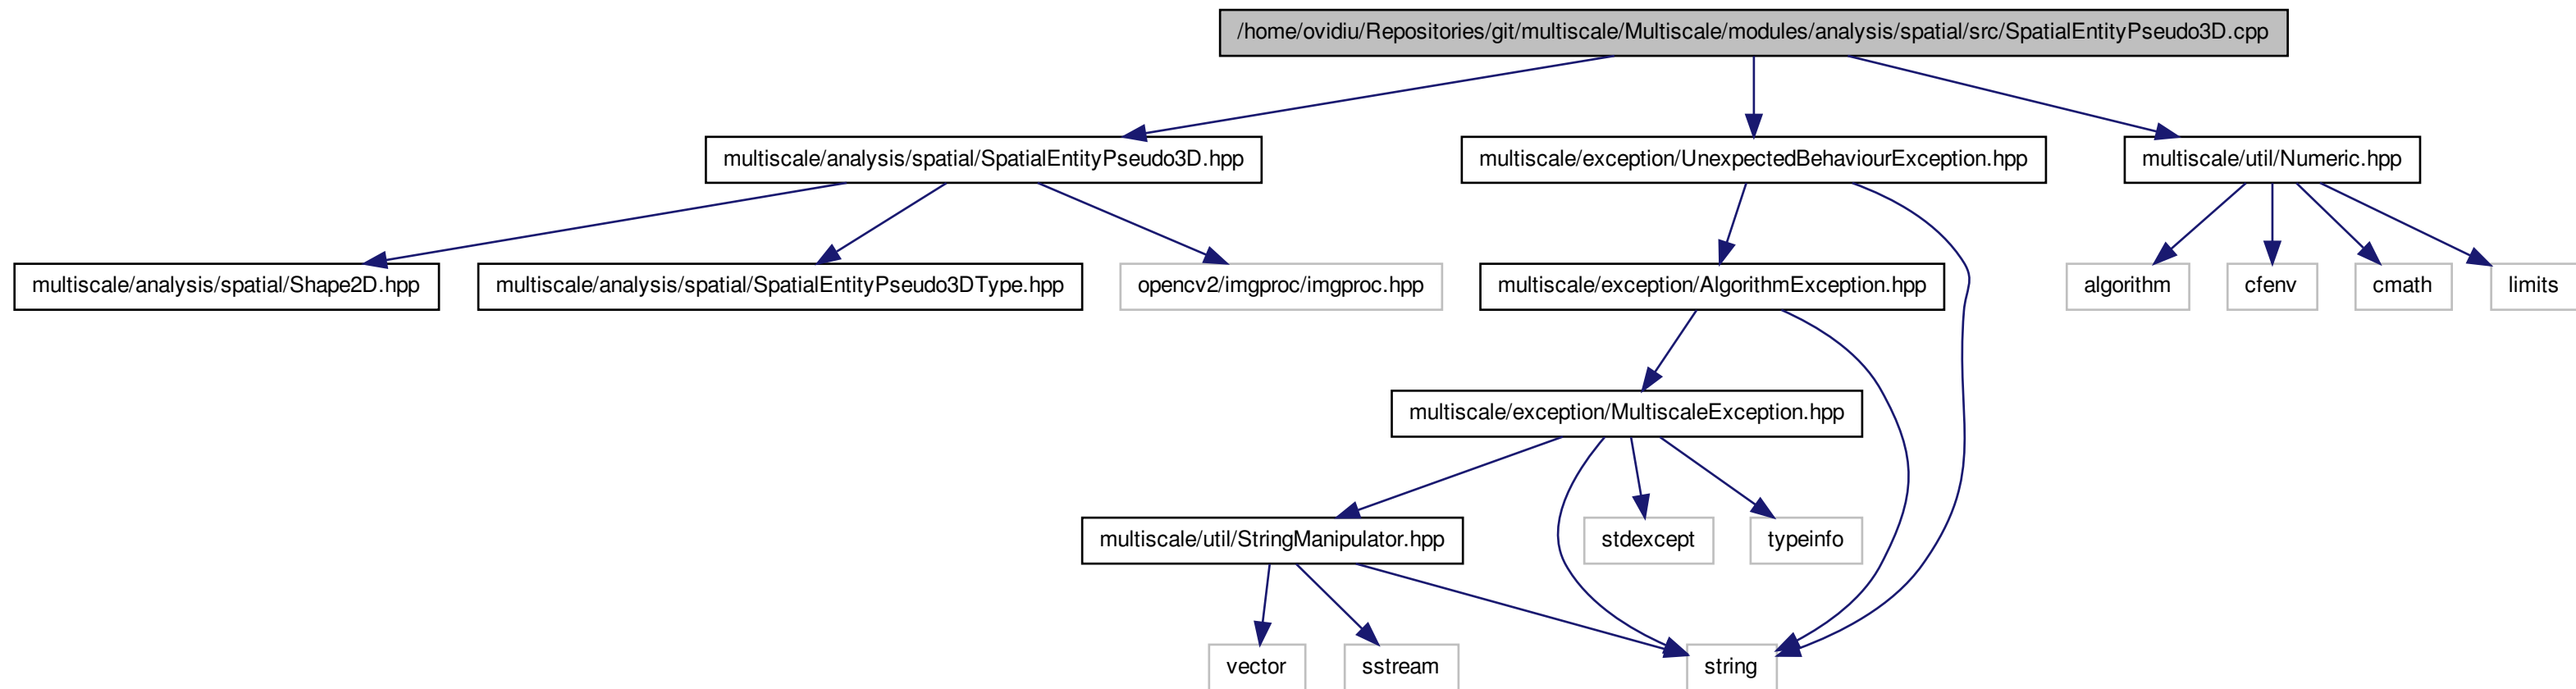 /home/ovidiu/Repositories/git/multiscale/Multiscale/modules/analysis/spatial/src/SpatialEntityPseudo3D.cpp
multiscale/analysis/spatial/SpatialEntityPseudo3D.hpp
multiscale/exception/UnexpectedBehaviourException.hpp
multiscale/util/Numeric.hpp
multiscale/analysis/spatial/Shape2D.hpp
multiscale/analysis/spatial/SpatialEntityPseudo3DType.hpp
opencv2/imgproc/imgproc.hpp
multiscale/exception/AlgorithmException.hpp
algorithm
cfenv
cmath
limits
multiscale/exception/MultiscaleException.hpp
multiscale/util/StringManipulator.hpp
stdexcept
typeinfo
vector
sstream
string